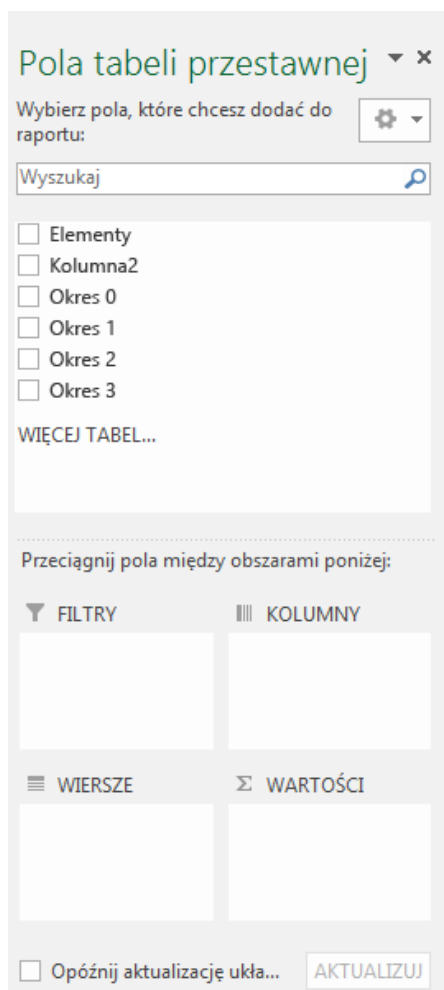 Pola tabeli przestawnej
Wybierz pola, które chcesz dodać do
raportu:
Wyszukaj
Elementy
Kolumna2
Okres 0
Okres 1
Okres 2
Okres 3
WIĘCEJ TABEL...
Przeciągnij pola między obszarami poniżej:
FILTRY
KOLUMNY
WIERSZE
WARTOŚCI
Opóźnij aktualizację ukła...
AKTUALIZUJ